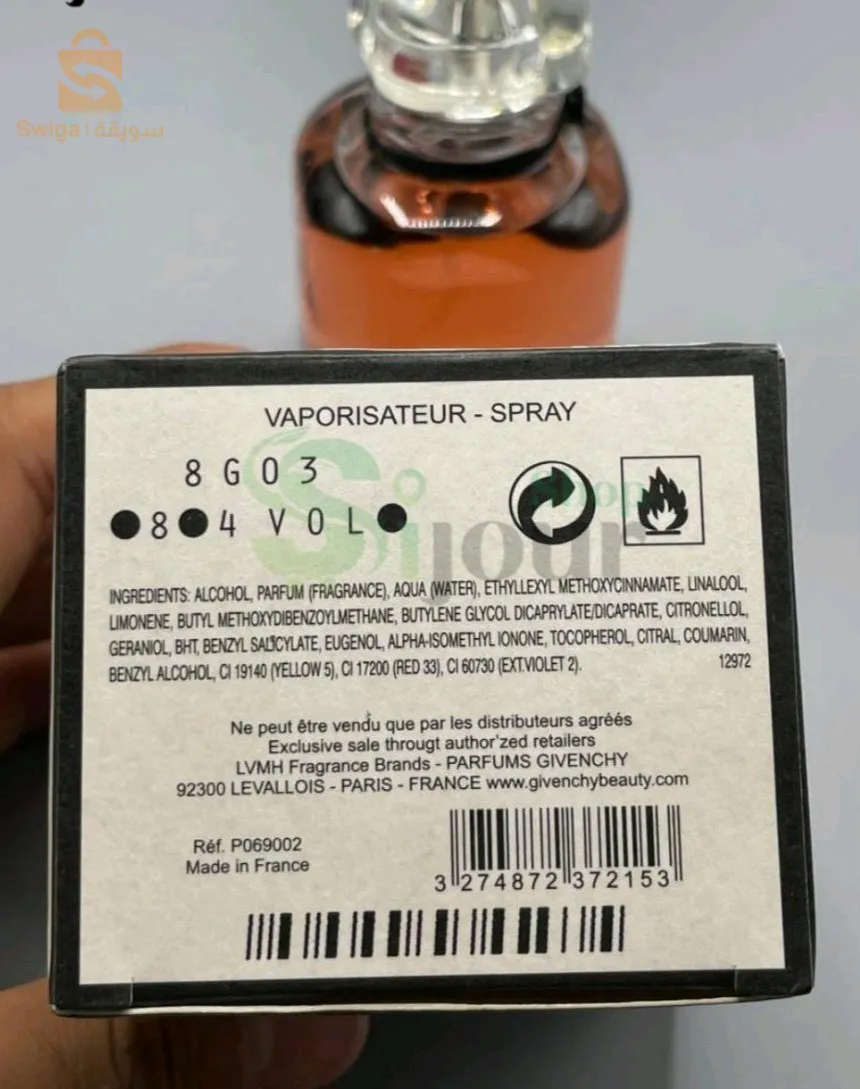 Swiga | سويقة
VAPORISATEUR - SPRAY
8G03
●8●4 VOL●
INGREDIENTS: ALCOHOL, PARFUM (FRAGRANCE), AQUA (WATER), ETHYLLEXYL METHOXYCINNAMATE, LINALOOL,
LIMONENE, BUTYL METHOXYDIBENZOYLMETHANE, BUTYLENE GLYCOL DICAPRYLATE/DICAPRATE, CITRONELLOL,
GERANIOL, BHT, BENZYL SALICYLATE, EUGENOL, ALPHA-ISOMETHYL IONONE, TOCOPHEROL, CITRAL, COUMARIN,
BENZYL ALCOHOL, CI 19140 (YELLOW 5), CI 17200 (RED 33), CI 60730 (EXT.VIOLET 2). 12972
Sijour Shop
Ne peut être vendu que par les distributeurs agréés
Exclusive sale througt author'zed retailers
LVMH Fragrance Brands - PARFUMS GIVENCHY
92300 LEVALLOIS - PARIS - FRANCE www.givenchybeauty.com
Réf. P069002
Made in France
3 274872 372153